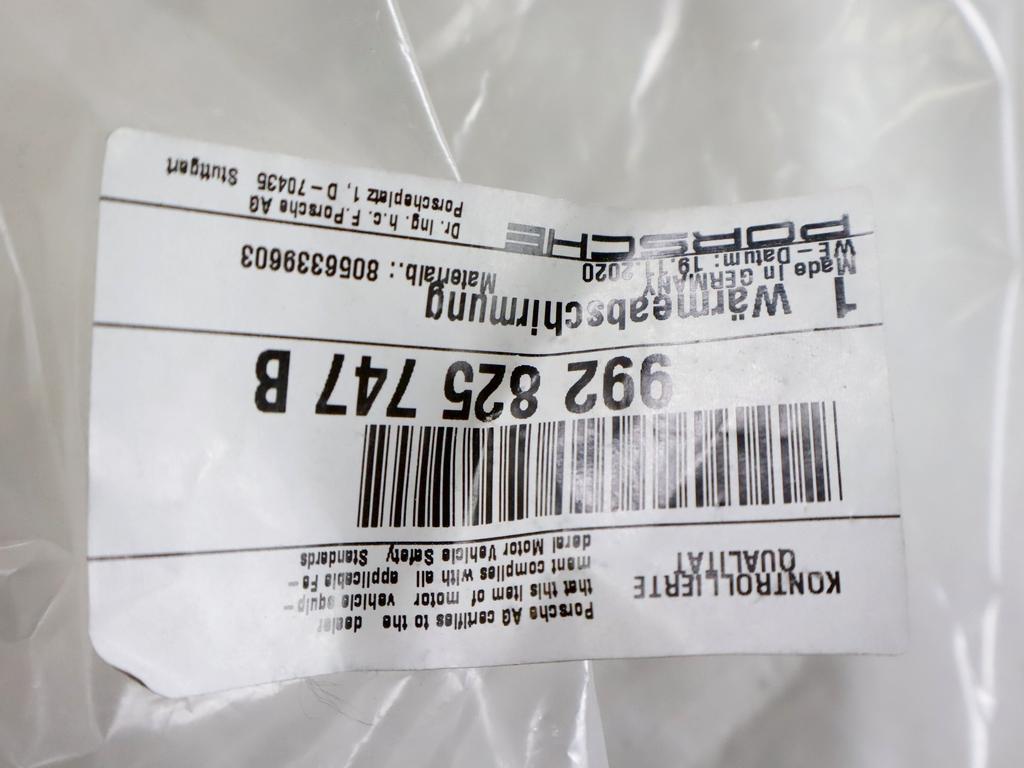 KONTROLLIERTE
QUALITÄT
Porsche AG certifies to the dealer
that this item of motor vehicle equip-
ment complies with all applicable Fe-
deral Motor Vehicle Safety Standards
992 825 747 B
1 Wärmeabschirmung
Made in GERMANY
WE-Datum: 19.11.2020
Materialb.: 8056339603
PORSCHE
Dr. Ing. h.c. F. Porsche AG
Porscheplatz 1, D-70435 Stuttgart